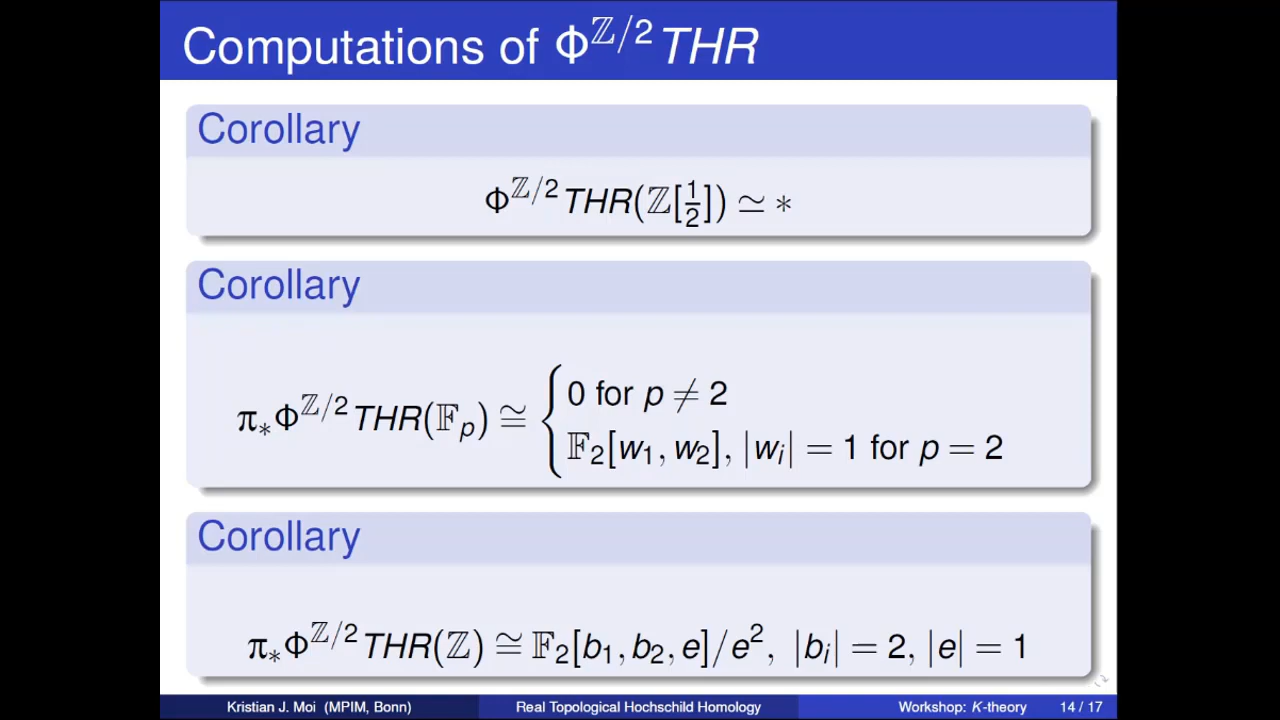 Computations of Φ^{ℤ/2}THR
Corollary
Φ^{ℤ/2}THR(ℤ[1/2]) ≃ ∗
Corollary
π_∗Φ^{ℤ/2}THR(𝔽_p) ≅ { 0 for p ≠ 2
𝔽_2[w_1, w_2], |w_i| = 1 for p = 2
Corollary
π_∗Φ^{ℤ/2}THR(ℤ) ≅ 𝔽_2[b_1, b_2, e]/e^2, |b_i| = 2, |e| = 1
Kristian J. Moi (MPIM, Bonn) Real Topological Hochschild Homology Workshop: K-theory 14 / 17